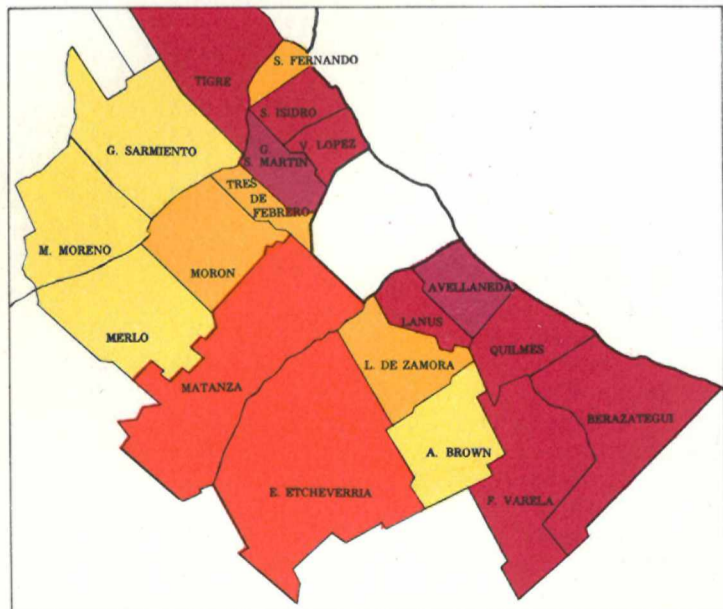 S. FERNANDO
TIGRE
S. ISIDRO
G.
S. MARTIN
V. LOPEZ
G. SARMIENTO
TRES
DE
FEBRERO
M. MORENO
MORON
AVELLANEDA
LANUS
MERLO
QUILMES
L. DE ZAMORA
MATANZA
BERAZATEGUI
A. BROWN
E. ETCHEVERRIA
F. VARELA